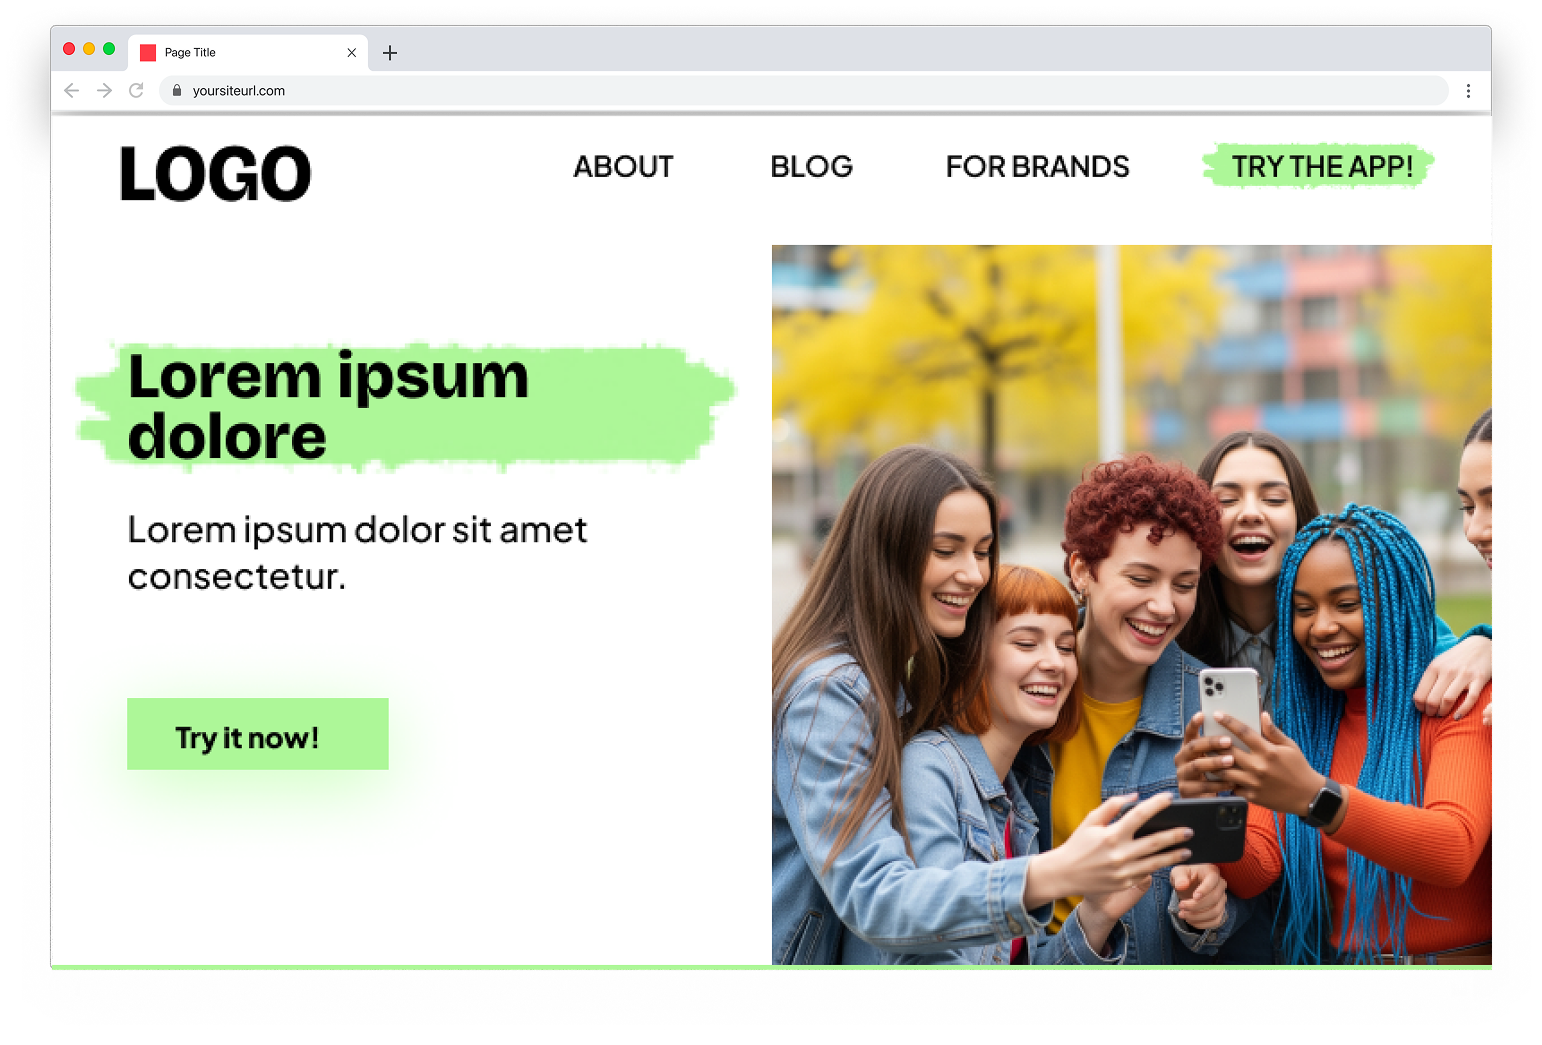 Page Title
yoursiteurl.com
LOGO
ABOUT
BLOG
FOR BRANDS
TRY THE APP!
Lorem ipsum
dolore
Lorem ipsum dolor sit amet
consectetur.
Try it now!